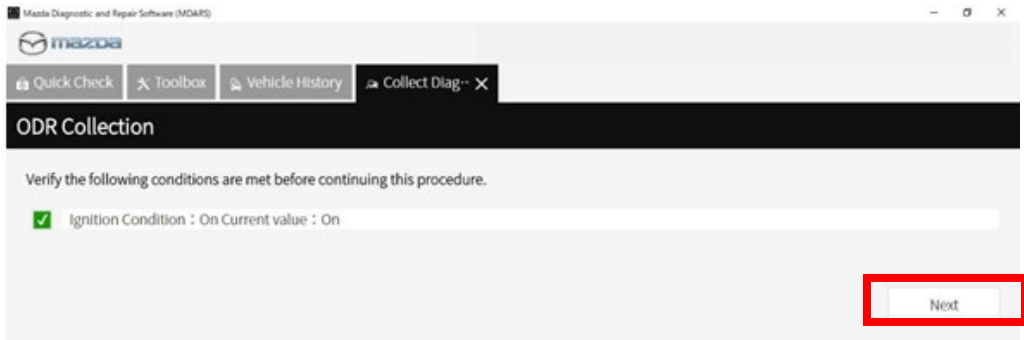 Mazda Diagnostic and Repair Software (MDARS)
mazda
Quick Check Toolbox Vehicle History Collect Diag··
ODR Collection
Verify the following conditions are met before continuing this procedure.
Ignition Condition : On Current value : On
Next